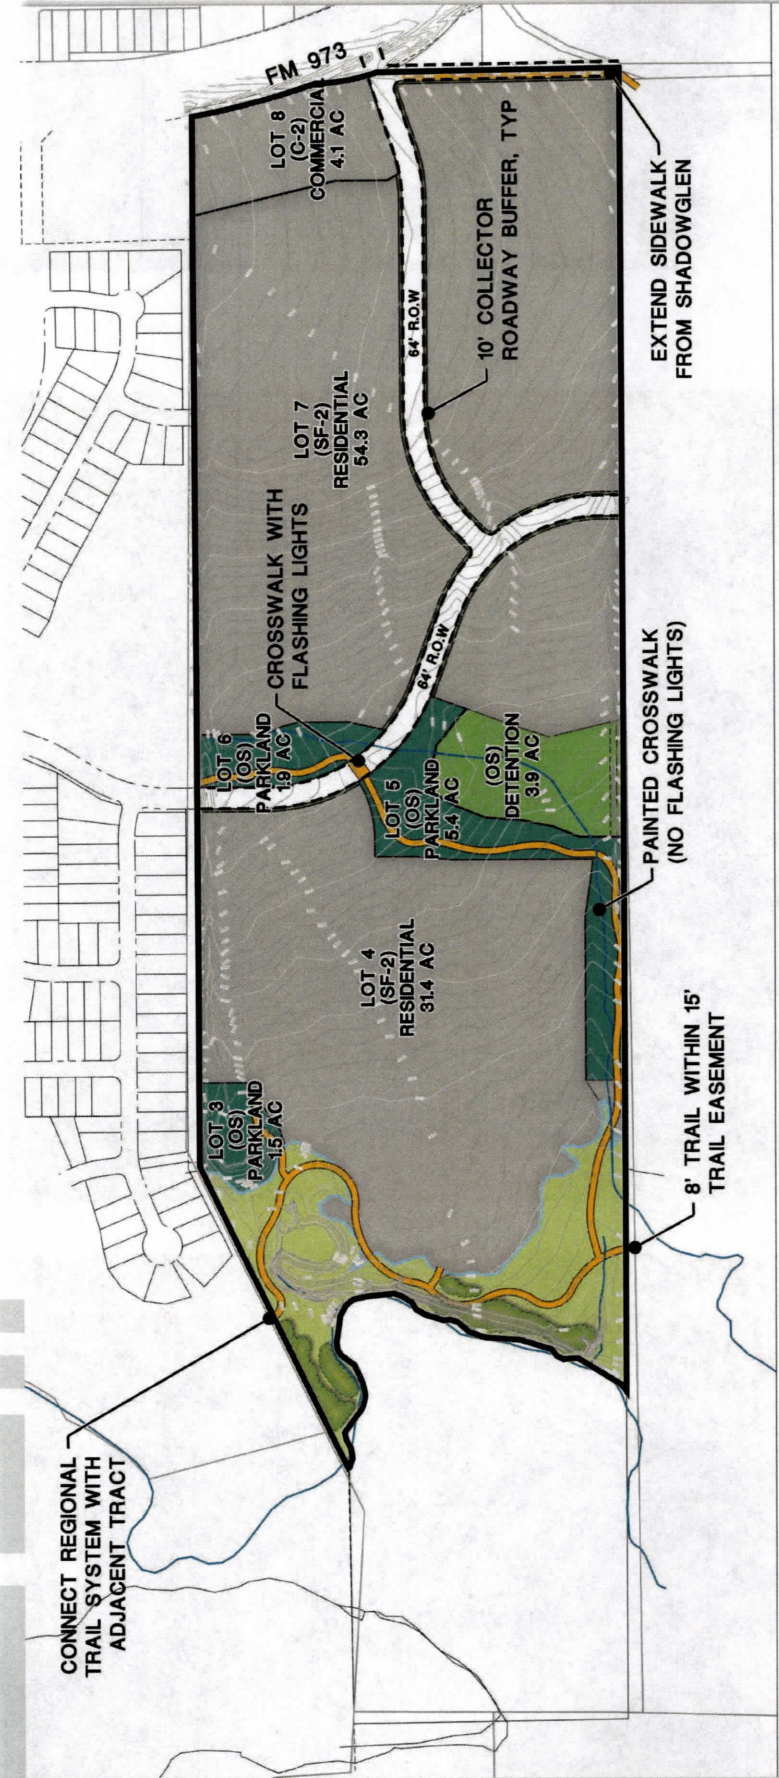 FM 973
LOT 8
(C-2)
COMMERCIAL
4.1 AC
EXTEND SIDEWALK
FROM SHADOWGLEN
10' COLLECTOR
ROADWAY BUFFER, TYP
64' R.O.W
LOT 7
(SF-2)
RESIDENTIAL
54.3 AC
CROSSWALK WITH
FLASHING LIGHTS
64' R.O.W
LOT 6
(OS)
PARKLAND
1.9 AC
LOT 5
(OS)
PARKLAND
5.4 AC
(OS)
DETENTION
3.9 AC
PAINTED CROSSWALK
(NO FLASHING LIGHTS)
LOT 4
(SF-2)
RESIDENTIAL
31.4 AC
LOT 3
(OS)
PARKLAND
1.5 AC
8' TRAIL WITHIN 15'
TRAIL EASEMENT
CONNECT REGIONAL
TRAIL SYSTEM WITH
ADJACENT TRACT